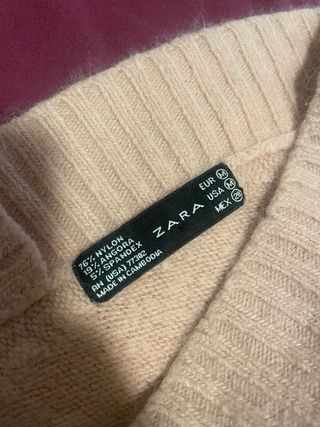 76% NYLON
19% ANGORA
5% SPANDEX
RN (USA) 77302
MADE IN CAMBODIA
ZARA
EUR M
USA M
MEX 28